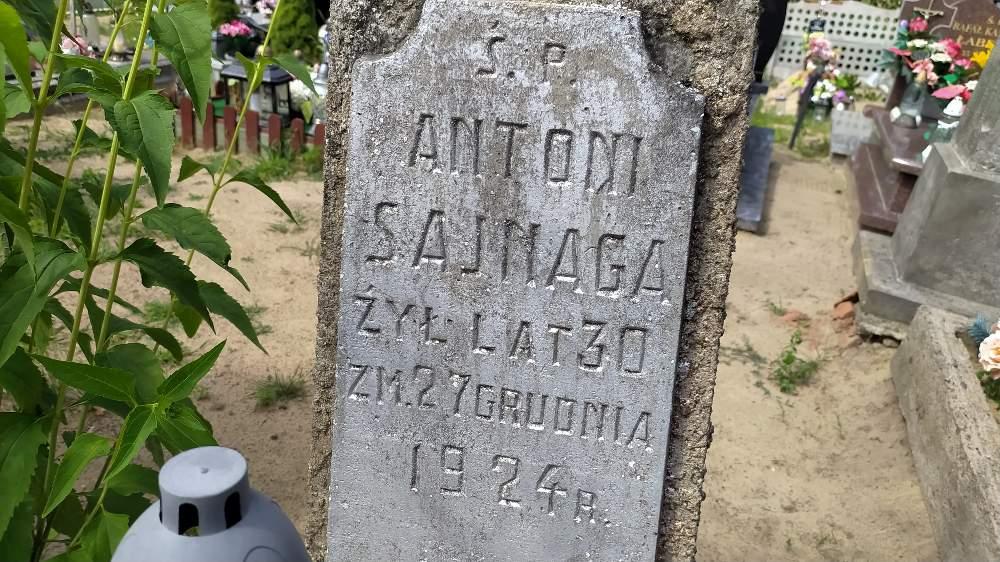 Ś. P.
ANTONI
SAJNAGA
ŻYŁ LAT 30
ZM. 27 GRUDNIA
1924 R.